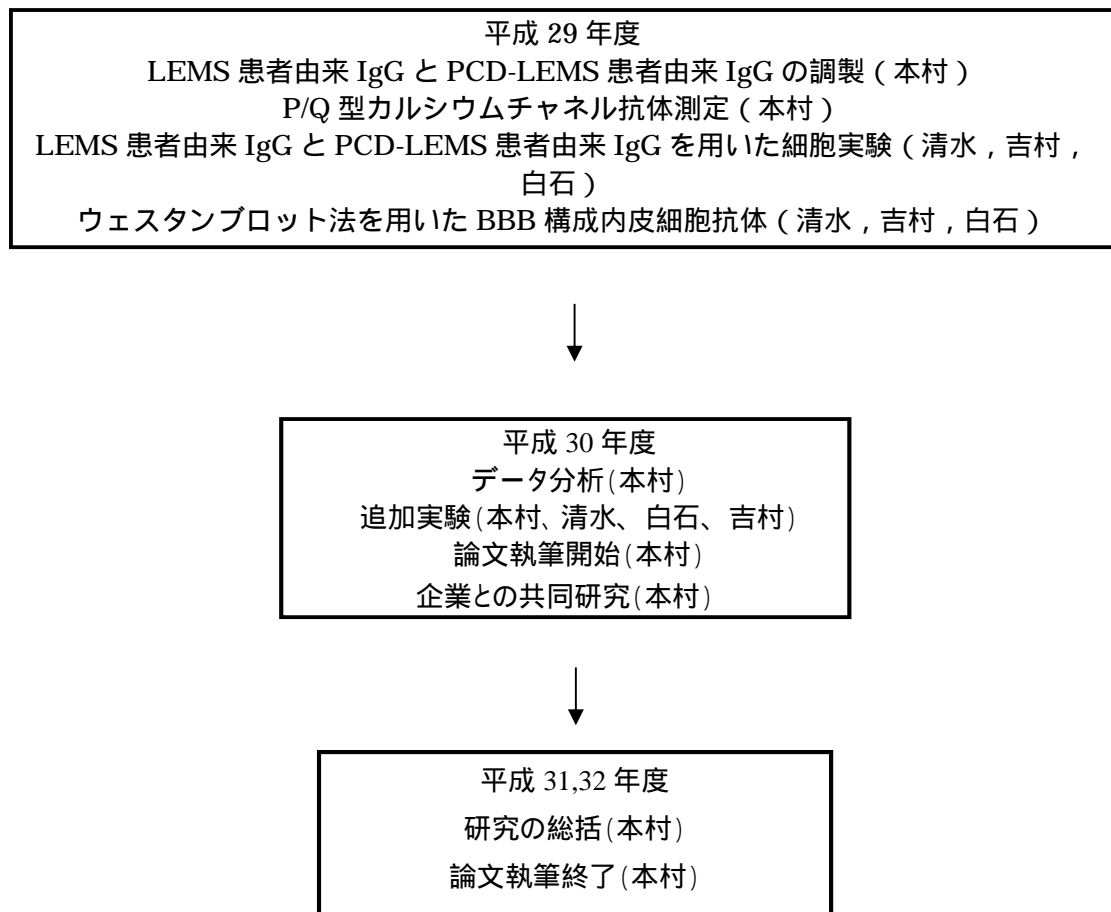 平成 29 年度
LEMS 患者由来 IgG と PCD-LEMS 患者由来 IgG の調製（本村）
P/Q 型カルシウムチャネル抗体測定（本村）
LEMS 患者由来 IgG と PCD-LEMS 患者由来 IgG を用いた細胞実験（清水，吉村，
白石）
ウェスタンブロット法を用いた BBB 構成内皮細胞抗体（清水，吉村，白石）
平成 30 年度
データ分析(本村)
追加実験(本村、清水、白石、吉村)
論文執筆開始(本村)
企業との共同研究(本村)
平成 31,32 年度
研究の総括(本村)
論文執筆終了(本村)